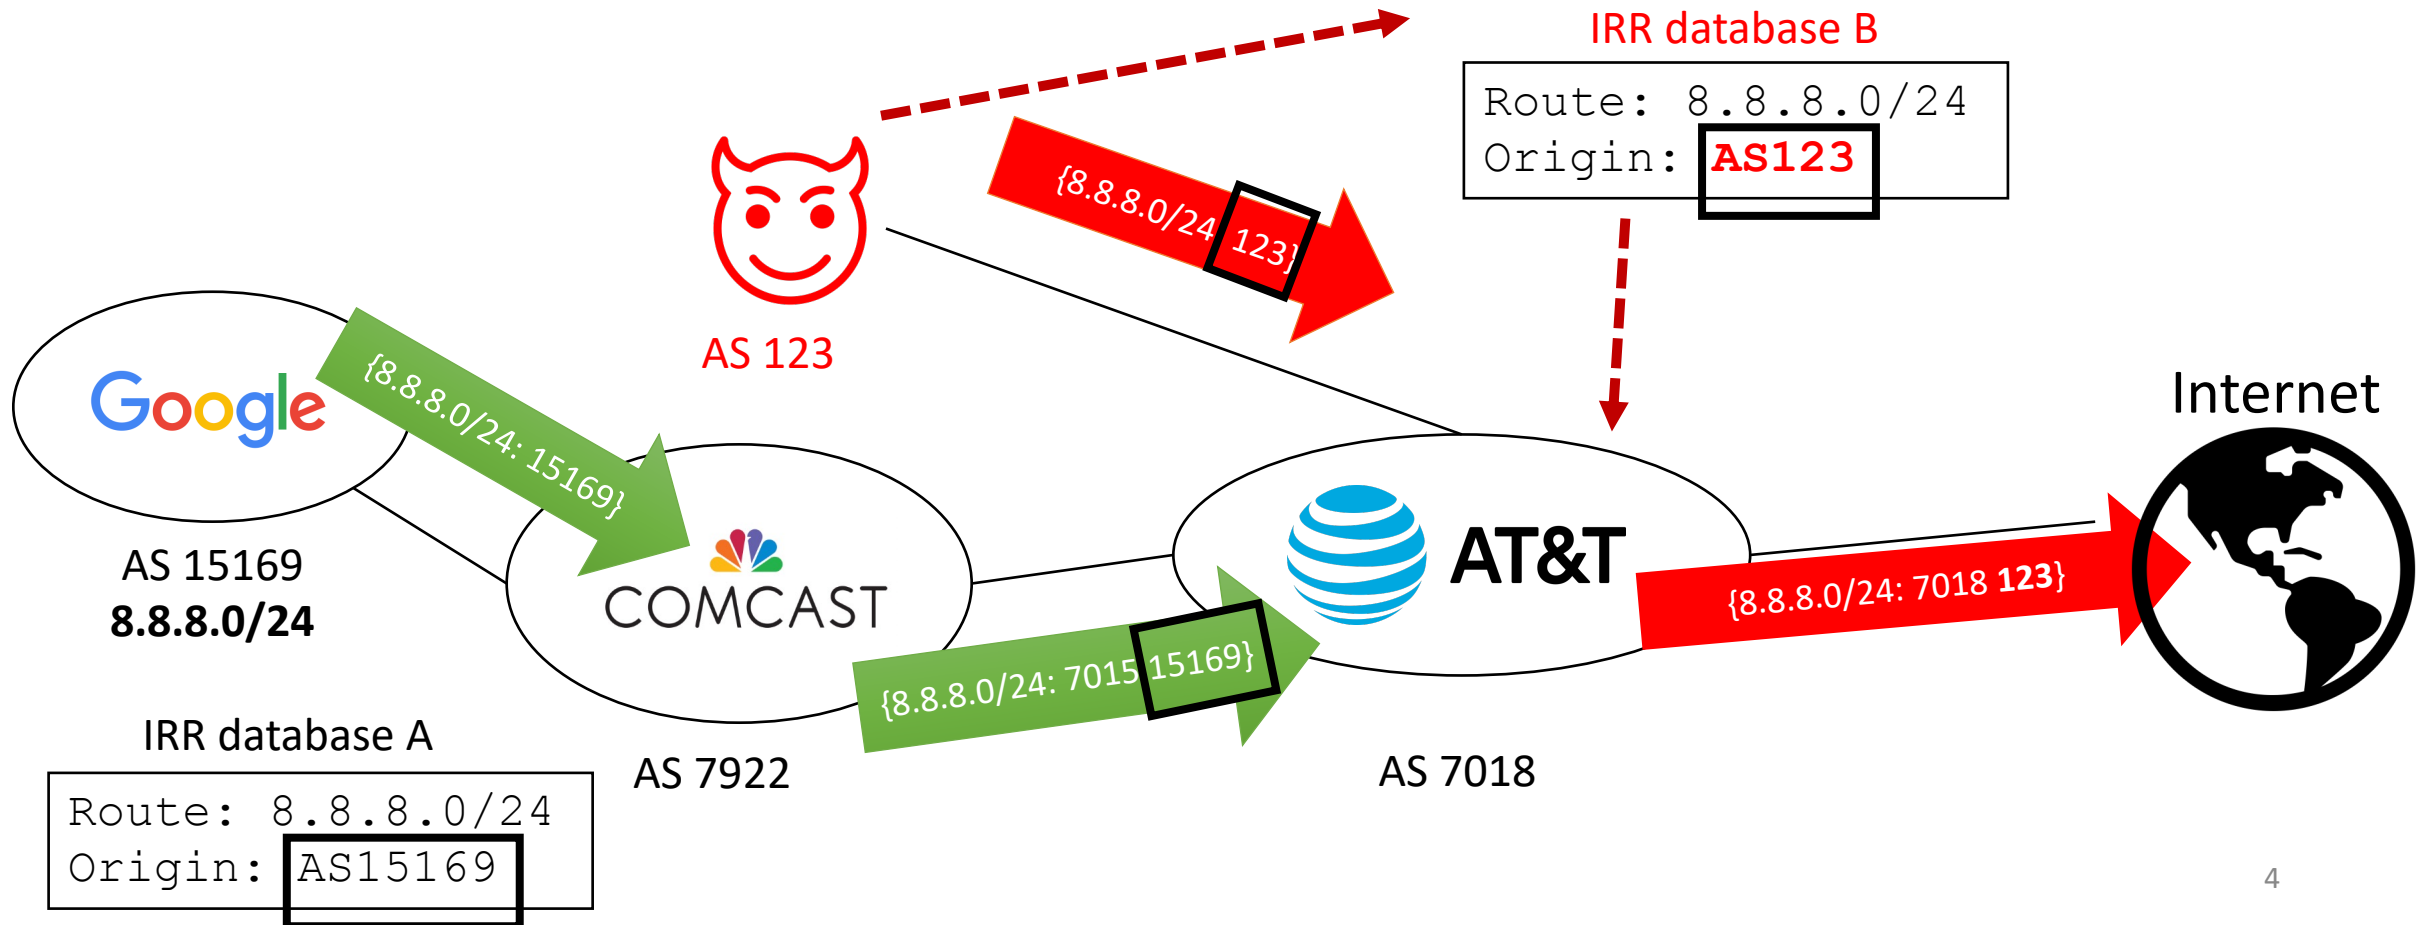 IRR database B
Route: 8.8.8.0/24
Origin: AS123
{8.8.8.0/24 123}
AS 123
Google
{8.8.8.0/24: 15169}
AS 15169
8.8.8.0/24
COMCAST
AS 7922
{8.8.8.0/24: 7015 15169}
AT&T
AS 7018
{8.8.8.0/24: 7018 123}
Internet
IRR database A
Route: 8.8.8.0/24
Origin: AS15169
4